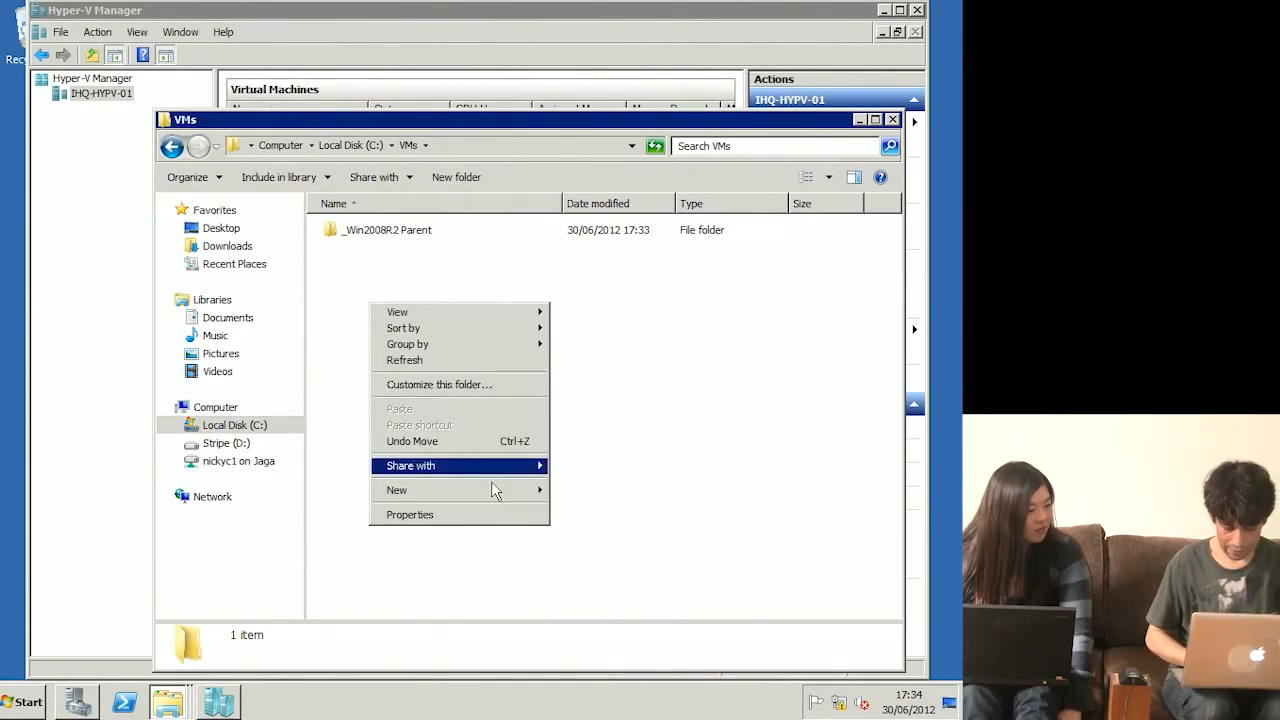 Hyper-V Manager
File Action View Window Help
Hyper-V Manager
IHQ-HYPV-01
Virtual Machines
Actions
IHQ-HYPV-01
VMs
Computer Local Disk (C:) VMs
Search VMs
Organize Include in library Share with New folder
Name Date modified Type Size
_Win2008R2 Parent 30/06/2012 17:33 File folder
Favorites
Desktop
Downloads
Recent Places
Libraries
Documents
Music
Pictures
Videos
Computer
Local Disk (C:)
Stripe (D:)
nickyc1 on Jaga
Network
View
Sort by
Group by
Refresh
Customize this folder...
Paste
Paste shortcut
Undo Move Ctrl+Z
Share with
New
Properties
1 item
Start
17:34
30/06/2012